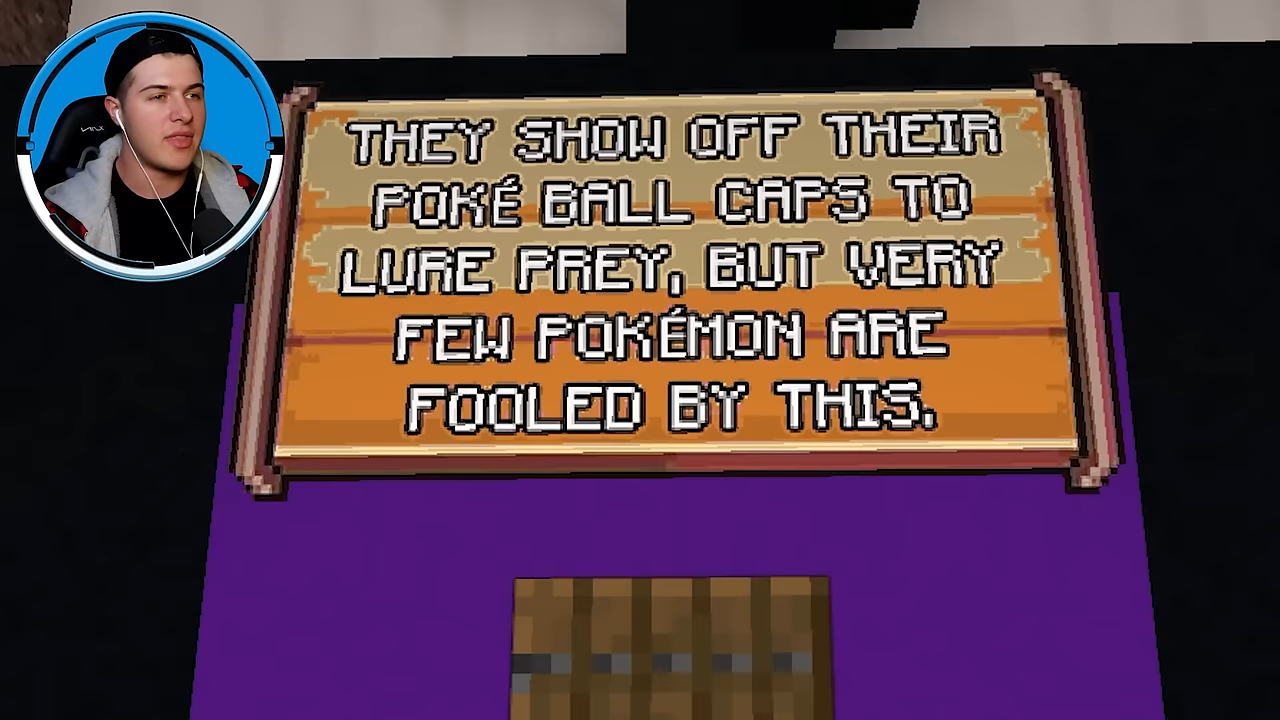 THEY SHOW OFF THEIR
POKÉ BALL CAPS TO
LURE PREY, BUT VERY
FEW POKÉMON ARE
FOOLED BY THIS.